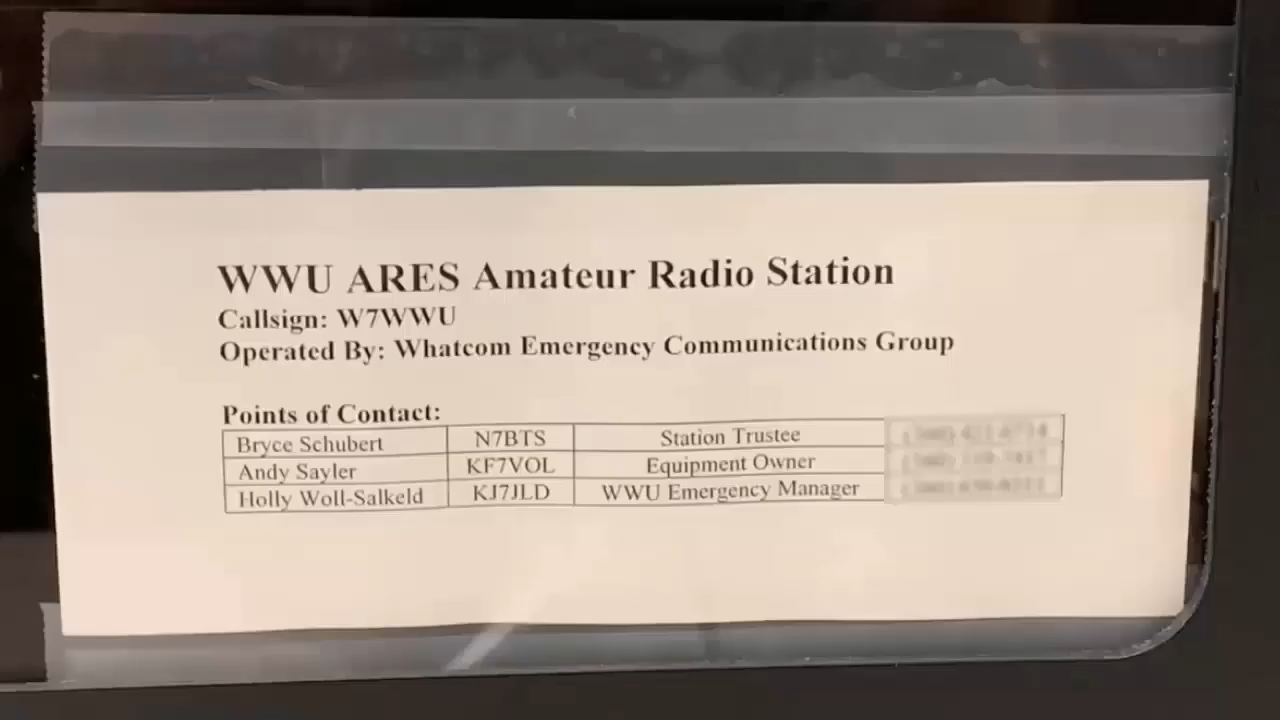 WWU ARES Amateur Radio Station
Callsign: W7WWU
Operated By: Whatcom Emergency Communications Group
Points of Contact:
Bryce Schubert N7BTS Station Trustee
Andy Sayler KF7VOL Equipment Owner
Holly Woll-Salkeld KJ7JLD WWU Emergency Manager